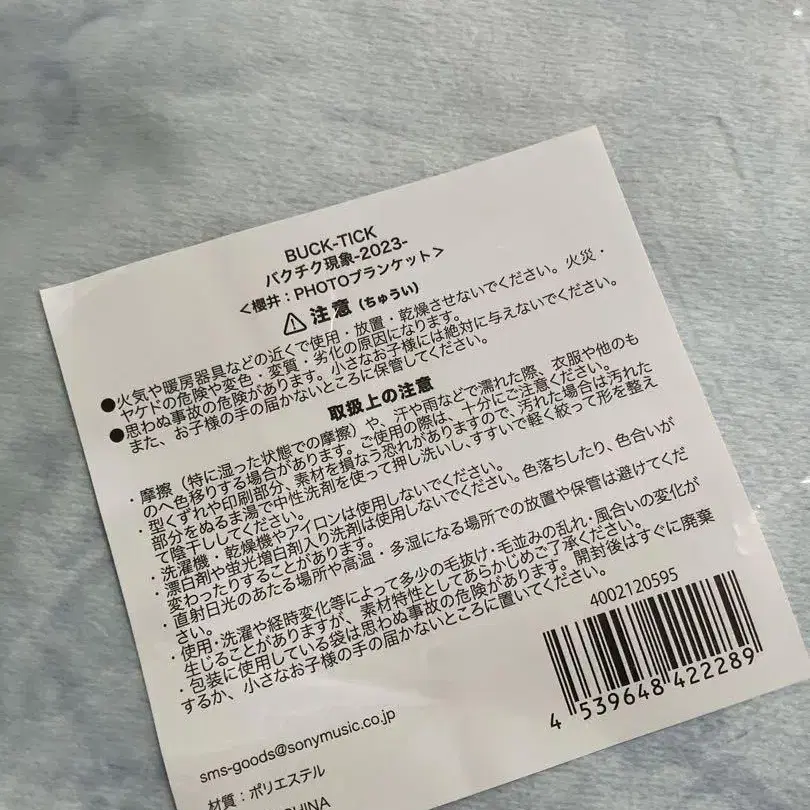 BUCK-TICK
バクチク現象-2023-
<櫻井：PHOTOブランケット>
⚠注意（ちゅうい）
●火気や暖房器具などの近くで使用・放置・乾燥させないでください。火災・
ヤケドの危険や変色・変質・劣化の原因になります。
●思わぬ事故の危険があります。小さなお子様には絶対に与えないでください。
また、お子様の手の届かないところに保管してください。
取扱上の注意
・摩擦（特に湿った状態での摩擦）や、汗や雨などで濡れた際、衣服や他のも
のへ色移りする場合があります。ご使用の際は、十分にご注意ください。
・型くずれや印刷部分、素材を損なう恐れがありますので、汚れた場合は汚れた
部分をぬるま湯で中性洗剤を使って押し洗いし、すすいで軽く絞って形を整え
て陰干ししてください。
・洗濯機・乾燥機やアイロンは使用しないでください。
・漂白剤や蛍光増白剤入り洗剤は使用しないでください。色落ちしたり、色合いが
変わったりすることがあります。
・直射日光のあたる場所や高温・多湿になる場所での放置や保管は避けてくだ
さい。
・使用・洗濯や経時変化等によって多少の毛抜け・毛並みの乱れ・風合いの変化が
生じることがありますが、素材特性としてあらかじめご了承ください。
・包装に使用している袋は思わぬ事故の危険があります。開封後はすぐに廃棄
するか、小さなお子様の手の届かないところに置いてください。
4002120595
4 539648 422289
sms-goods@sonymusic.co.jp
材質：ポリエステル
CHINA